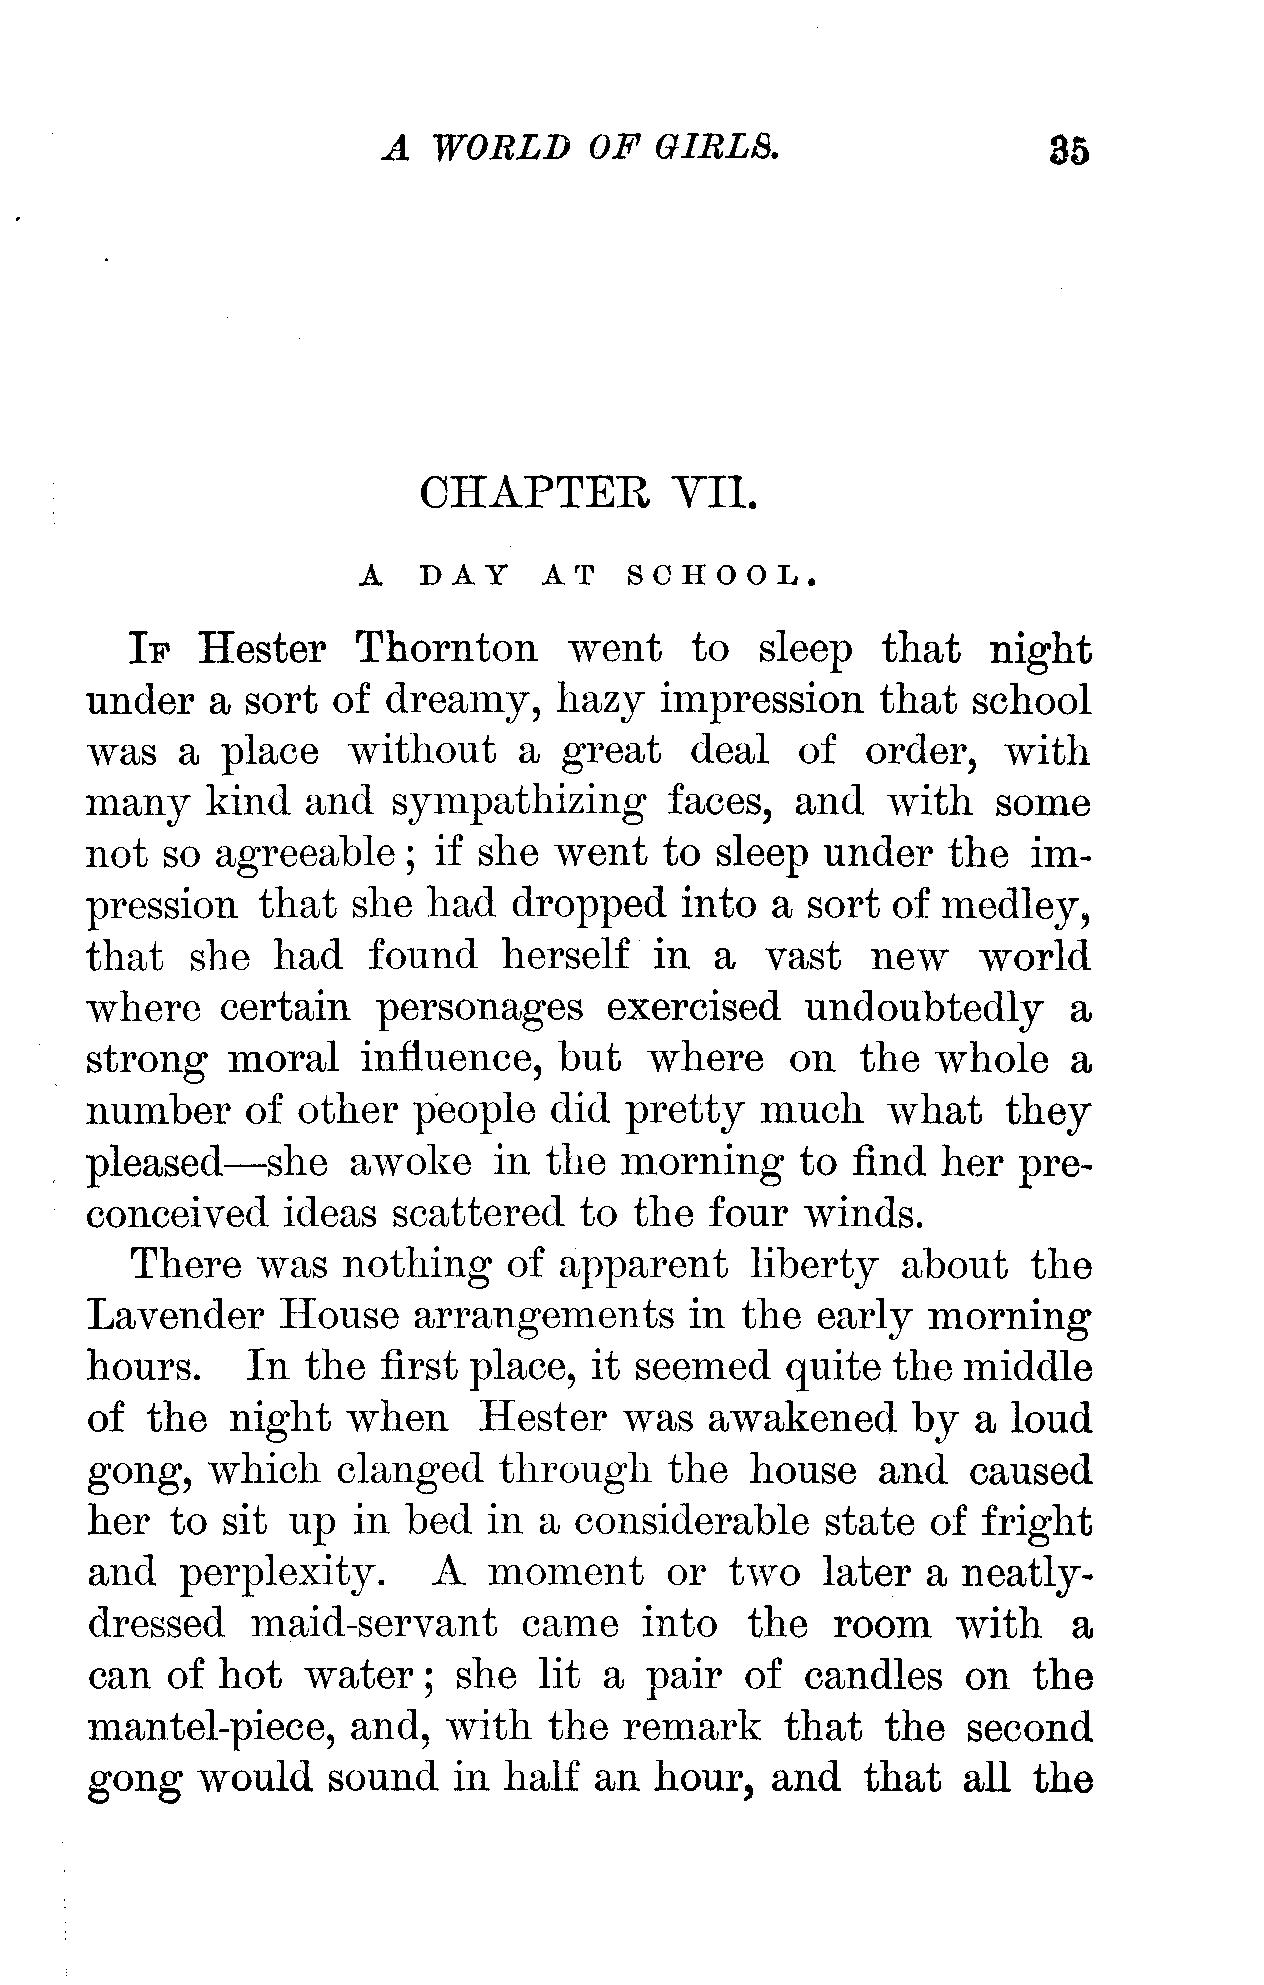 A WORLD OF GIRLS. 35
CHAPTER VII.
A DAY AT SCHOOL.
IF Hester Thornton went to sleep that night
under a sort of dreamy, hazy impression that school
was a place without a great deal of order, with
many kind and sympathizing faces, and with some
not so agreeable; if she went to sleep under the im-
pression that she had dropped into a sort of medley,
that she had found herself in a vast new world
where certain personages exercised undoubtedly a
strong moral influence, but where on the whole a
number of other people did pretty much what they
pleased—she awoke in the morning to find her pre-
conceived ideas scattered to the four winds.
There was nothing of apparent liberty about the
Lavender House arrangements in the early morning
hours. In the first place, it seemed quite the middle
of the night when Hester was awakened by a loud
gong, which clanged through the house and caused
her to sit up in bed in a considerable state of fright
and perplexity. A moment or two later a neatly-
dressed maid-servant came into the room with a
can of hot water; she lit a pair of candles on the
mantel-piece, and, with the remark that the second
gong would sound in half an hour, and that all the